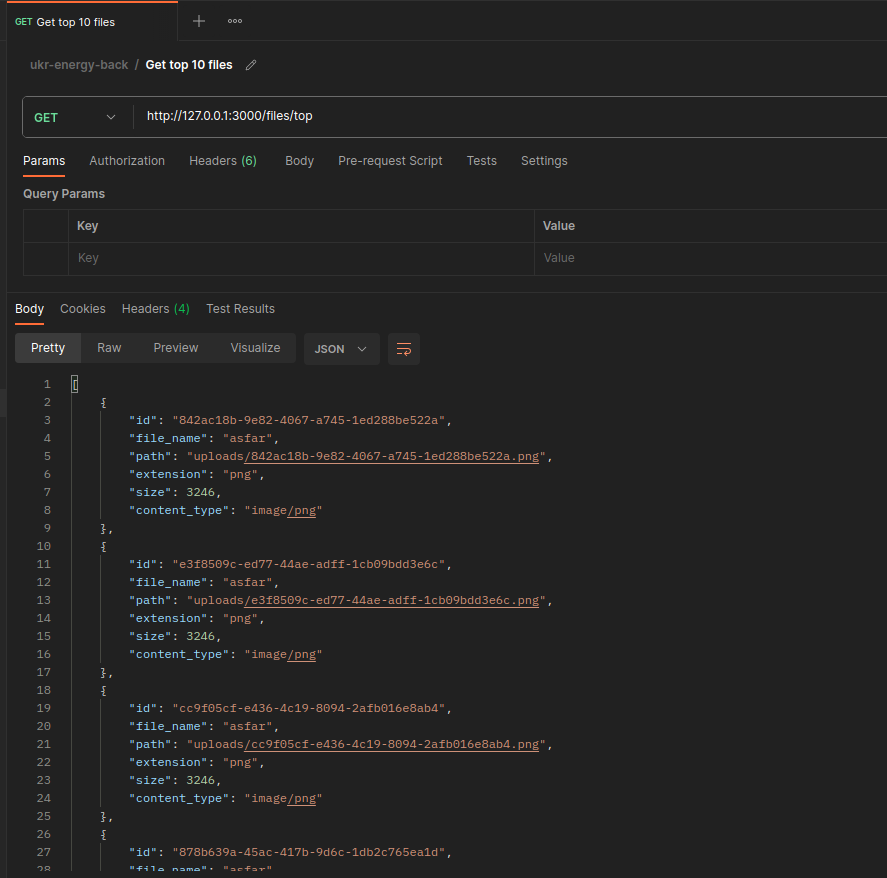 GET Get top 10 files
ukr-energy-back / Get top 10 files
GET http://127.0.0.1:3000/files/top
Params Authorization Headers (6) Body Pre-request Script Tests Settings
Query Params
Key Value
Key Value
Body Cookies Headers (4) Test Results
Pretty Raw Preview Visualize JSON
1 [
2 {
3 "id": "842ac18b-9e82-4067-a745-1ed288be522a",
4 "file_name": "asfar",
5 "path": "uploads/842ac18b-9e82-4067-a745-1ed288be522a.png",
6 "extension": "png",
7 "size": 3246,
8 "content_type": "image/png"
9 },
10 {
11 "id": "e3f8509c-ed77-44ae-adff-1cb09bdd3e6c",
12 "file_name": "asfar",
13 "path": "uploads/e3f8509c-ed77-44ae-adff-1cb09bdd3e6c.png",
14 "extension": "png",
15 "size": 3246,
16 "content_type": "image/png"
17 },
18 {
19 "id": "cc9f05cf-e436-4c19-8094-2afb016e8ab4",
20 "file_name": "asfar",
21 "path": "uploads/cc9f05cf-e436-4c19-8094-2afb016e8ab4.png",
22 "extension": "png",
23 "size": 3246,
24 "content_type": "image/png"
25 },
26 {
27 "id": "878b639a-45ac-417b-9d6c-1db2c765ea1d",
28 "file_name": "asfar"